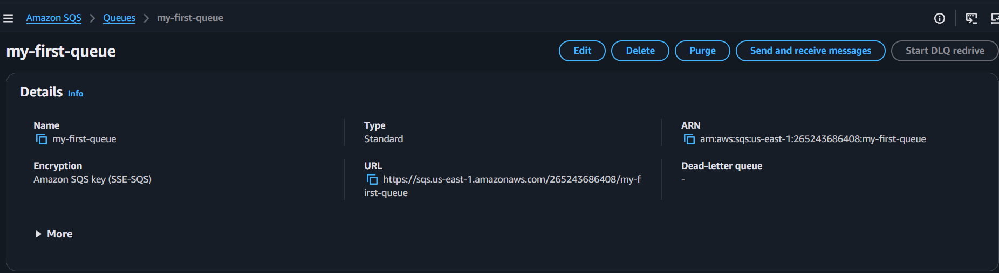 Amazon SQS > Queues > my-first-queue
my-first-queue
Edit Delete Purge Send and receive messages Start DLQ redrive
Details Info
Name
my-first-queue
Type
Standard
ARN
arn:aws:sqs:us-east-1:265243686408:my-first-queue
Encryption
Amazon SQS key (SSE-SQS)
URL
https://sqs.us-east-1.amazonaws.com/265243686408/my-f
irst-queue
Dead-letter queue
-
More